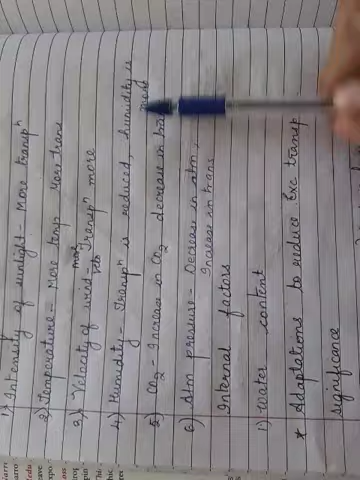 1) Intensity of sunlight - More transpⁿ
2) Temperature - More temp More trans
3) Velocity of wind - more velo Transpⁿ more
4) Humidity - Transpⁿ is reduced, humidity is more
5) CO2 - Increase in CO2 decrease in
6) Atm pressure - Decrease in atm,
Increase in trans
Internal factors
1) Water content
* Adaptations to reduce Exc transp
significance